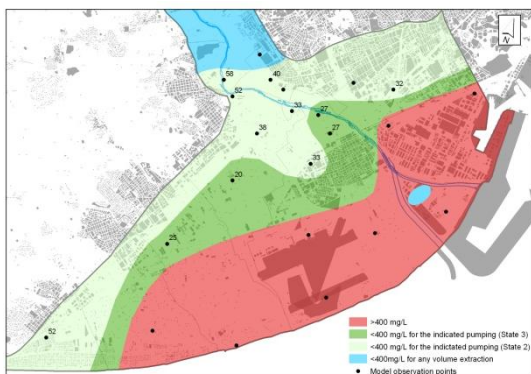 N
58
40
52
32
33
27
38
27
33
20
25
52
>400 mg/L
<400 mg/L for the indicated pumping (State 3)
<400 mg/L for the indicated pumping (State 2)
<400mg/L for any volume extraction
Model observation points